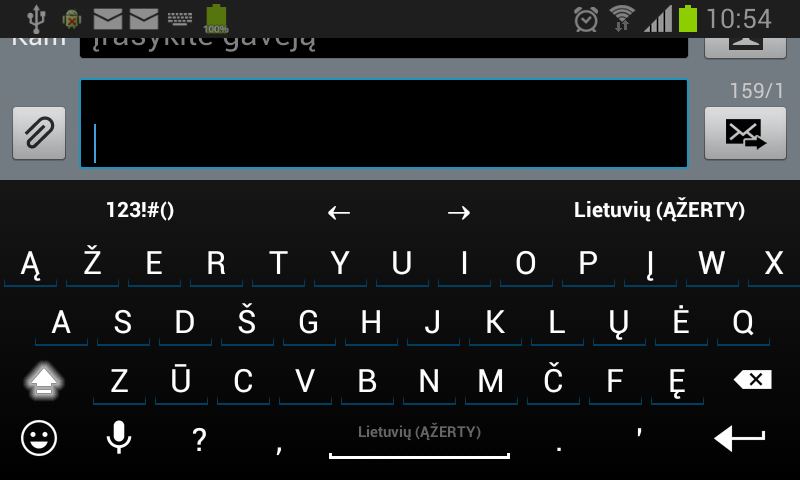 100% 10:54
Kam Įrašykite gavėją
159/1
123!#() ← → Lietuvių (ĄŽERTY)
Ą Ž E R T Y U I O P Į W X
A S D Š G H J K L Ų Ė Q
Z Ū C V B N M Č F Ę
? , Lietuvių (ĄŽERTY) . '